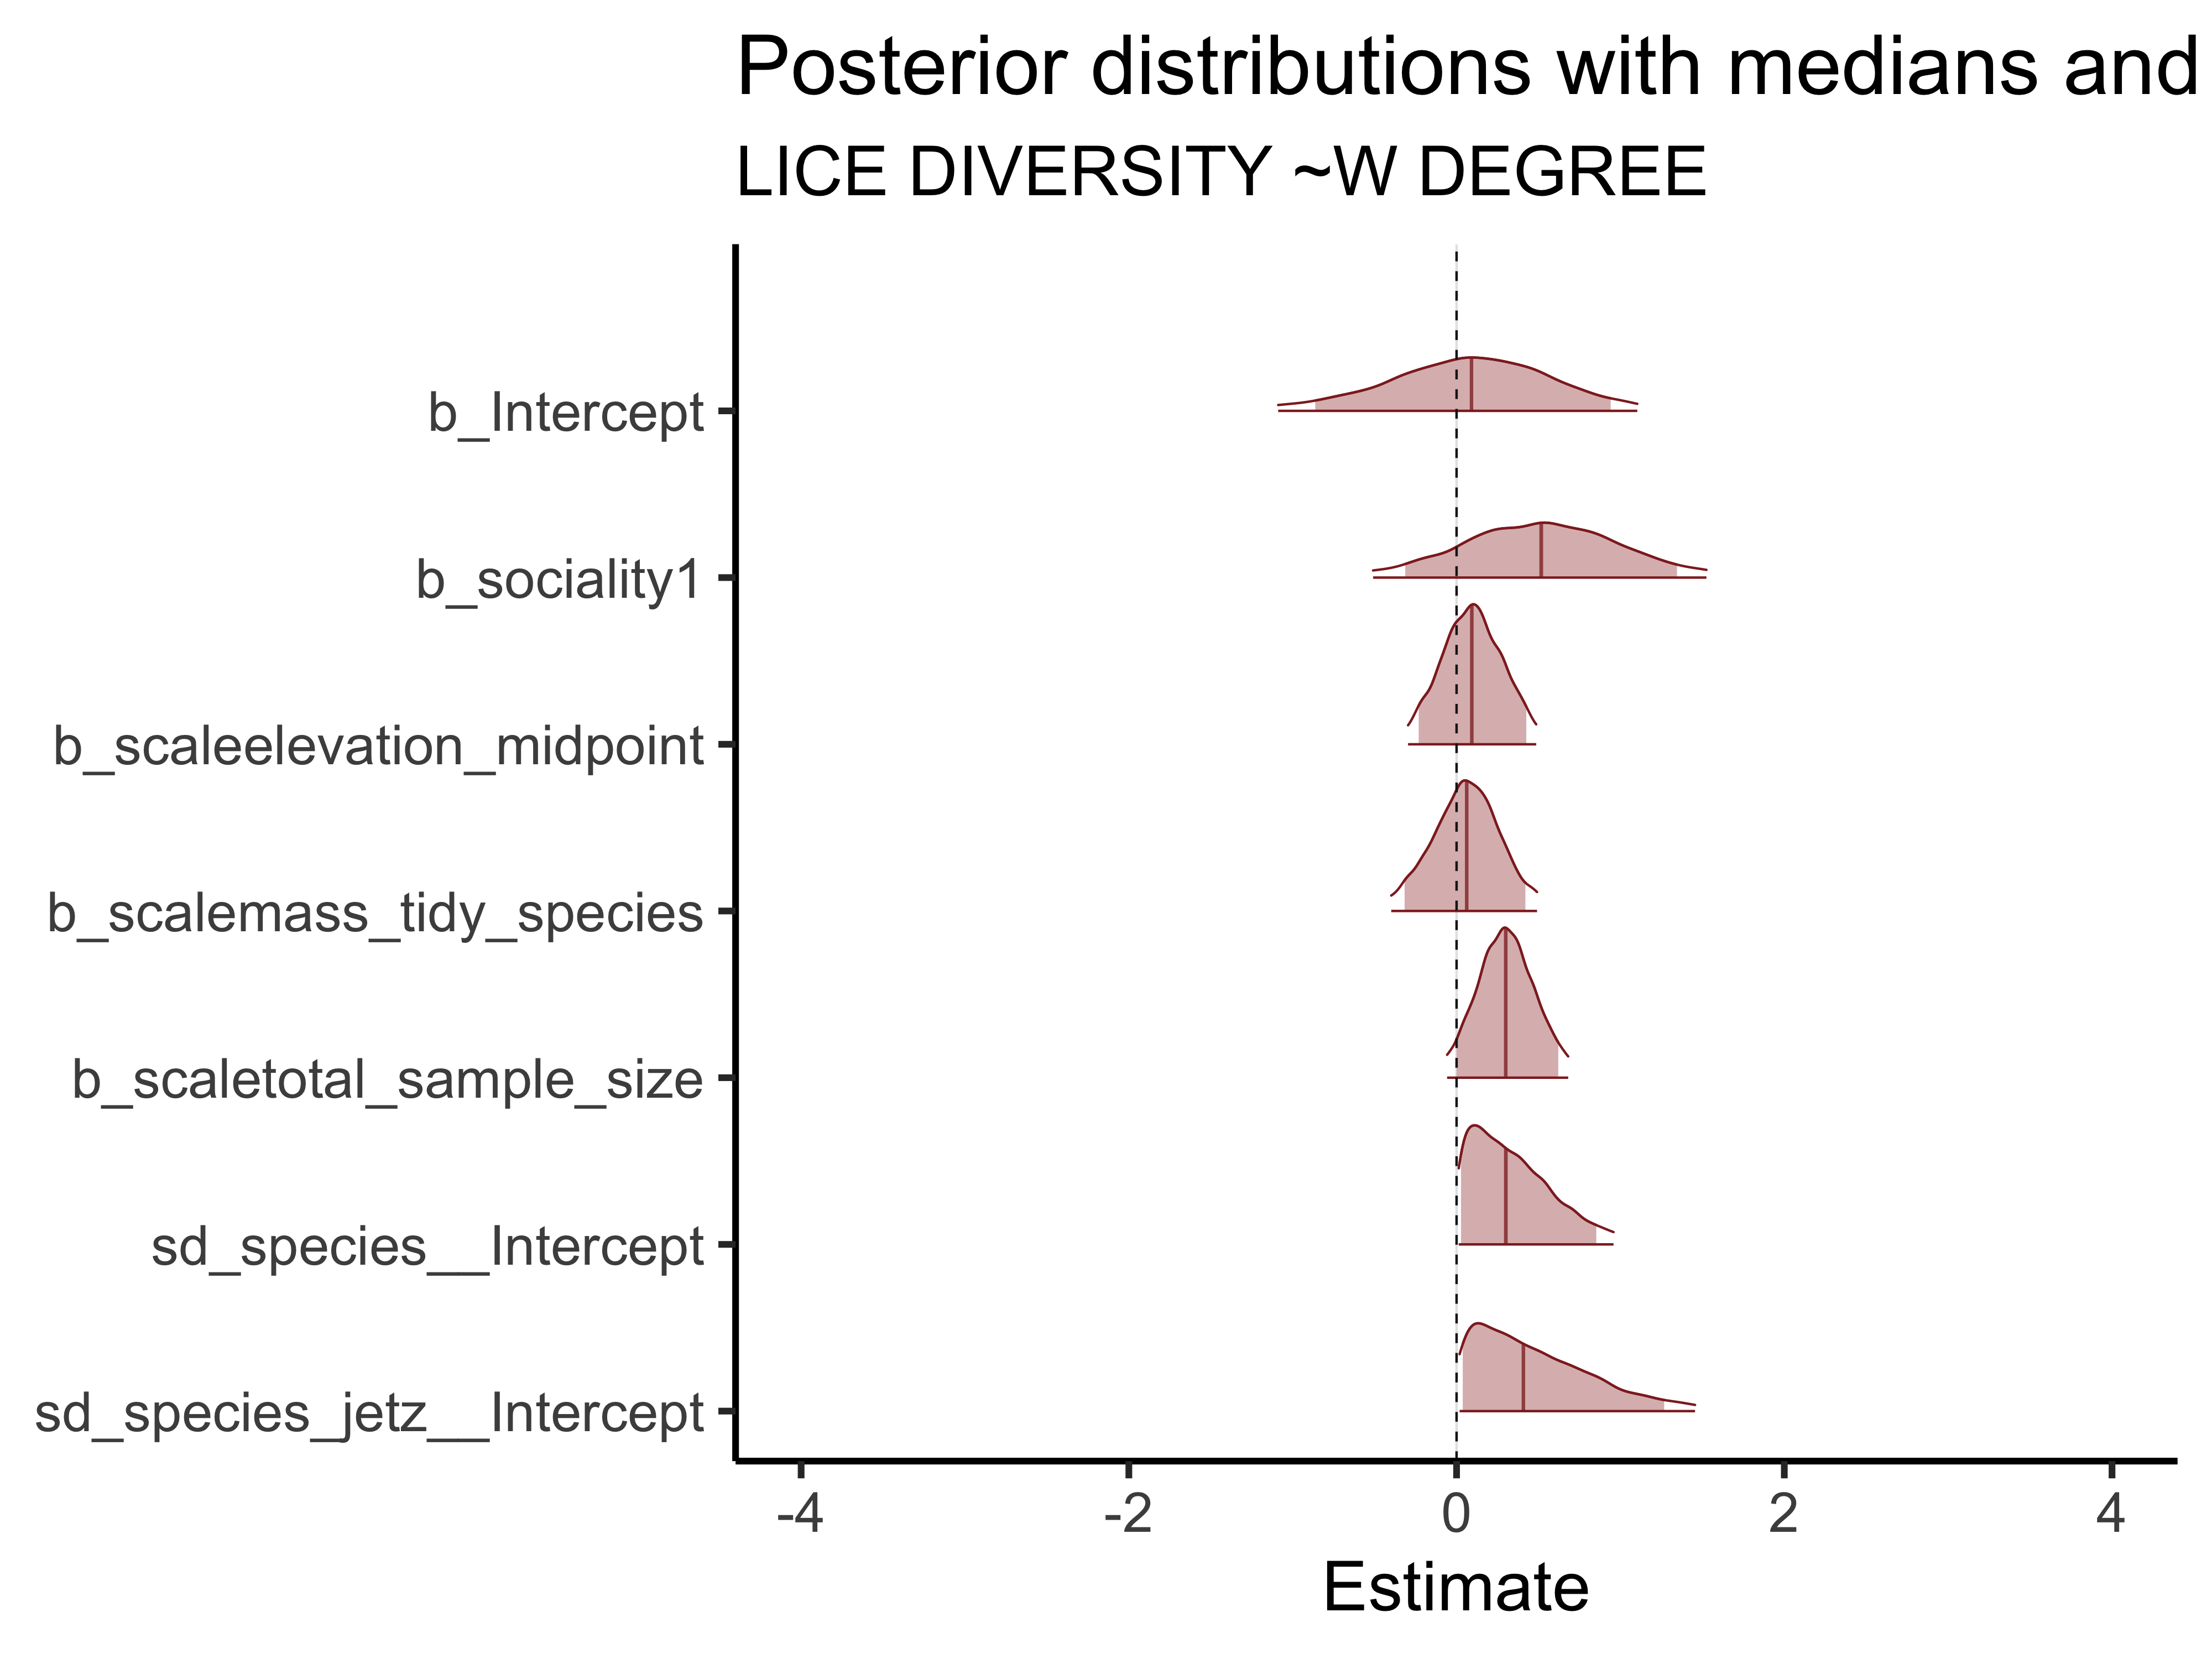 Posterior distributions with medians and
LICE DIVERSITY ~W DEGREE
b_Intercept
b_sociality1
b_scaleelevation_midpoint
b_scalemass_tidy_species
b_scaletotal_sample_size
sd_species__Intercept
sd_species_jetz__Intercept
-4 -2 0 2 4
Estimate